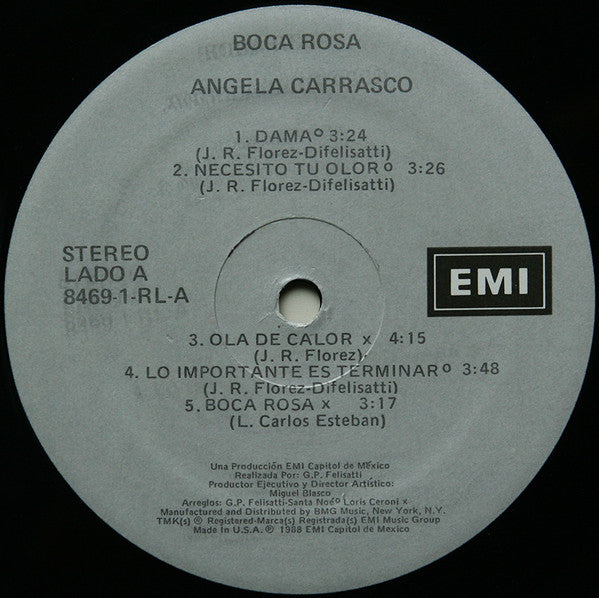 BOCA ROSA
ANGELA CARRASCO
1. DAMAº 3:24
(J. R. Florez-Difelisatti)
2. NECESITO TU OLORº 3:26
(J. R. Florez-Difelisatti)
STEREO
LADO A
8469-1-RL-A
EMI
3. OLA DE CALOR x 4:15
(J. R. Florez)
4. LO IMPORTANTE ES TERMINARº 3:48
(J. R. Florez-Difelisatti)
5. BOCA ROSA x 3:17
(L. Carlos Esteban)
Una Producción EMI Capitol de México
Realizada Por: G.P. Felisatti
Productor Ejecutivo y Director Artístico:
Miguel Blasco
Arreglos: G.P. Felisatti-Santa Noéº Loris Ceroni x
Manufactured and Distributed by BMG Music, New York, N.Y.
TMK(s) ® Registered-Marca(s) Registrada(s) EMI Music Group
Made in U.S.A. ℗ 1988 EMI Capitol de Mexico